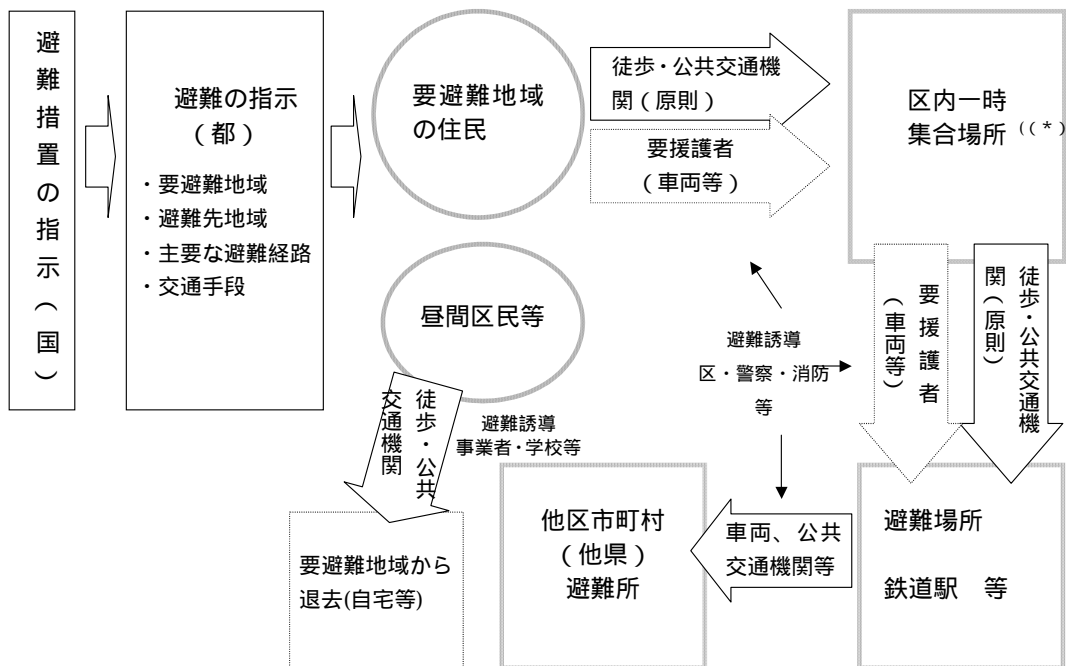 避難措置の指示(国)
避難の指示
(都)
・要避難地域
・避難先地域
・主要な避難経路
・交通手段
要避難地域
の住民
徒歩・公共交通機
関(原則)
要援護者
(車両等)
区内一時
集合場所 ((*)
昼間区民等
徒歩・公共
交通機関
避難誘導
事業者・学校等
要避難地域から
退去(自宅等)
避難誘導
区・警察・消防
等
要援護者
(車両等)
徒歩・公共交通機
関(原則)
避難場所
鉄道駅 等
車両、公共
交通機関等
他区市町村
(他県)
避難所